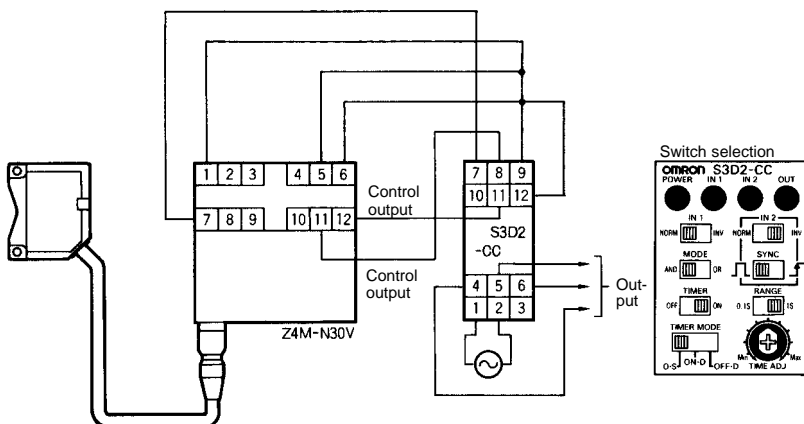 1 2 3 4 5 6
7 8 9 10 11 12
Z4M-N30V
Control
output
Control
output
7 8 9
10 11 12
S3D2
-CC
4 5 6
1 2 3
Out-
put
Switch selection
OMRON S3D2-CC
POWER IN 1 IN 2 OUT
IN 1
NORM INV
IN 2
NORM INV
MODE
AND OR
SYNC
TIMER
OFF ON
RANGE
0.1S 1S
TIMER MODE
O·S ON·D OFF·D
Min Max
TIME ADJ